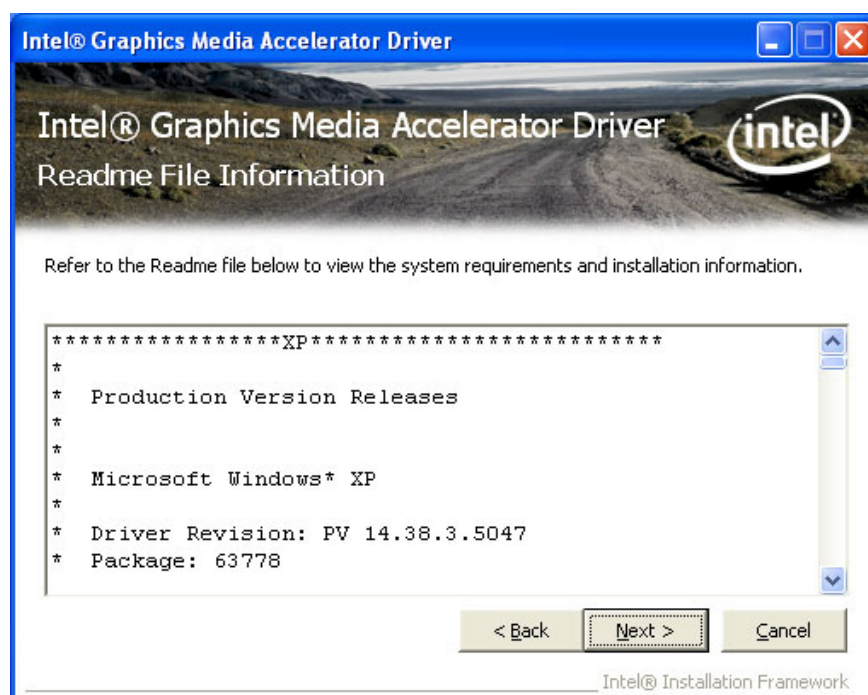 Intel® Graphics Media Accelerator Driver
Intel® Graphics Media Accelerator Driver
intel
Readme File Information
Refer to the Readme file below to view the system requirements and installation information.
*****************XP**************************
*
*  Production Version Releases
*
*
*  Microsoft Windows* XP
*
*  Driver Revision: PV 14.38.3.5047
*  Package: 63778
< Back
Next >
Cancel
Intel® Installation Framework